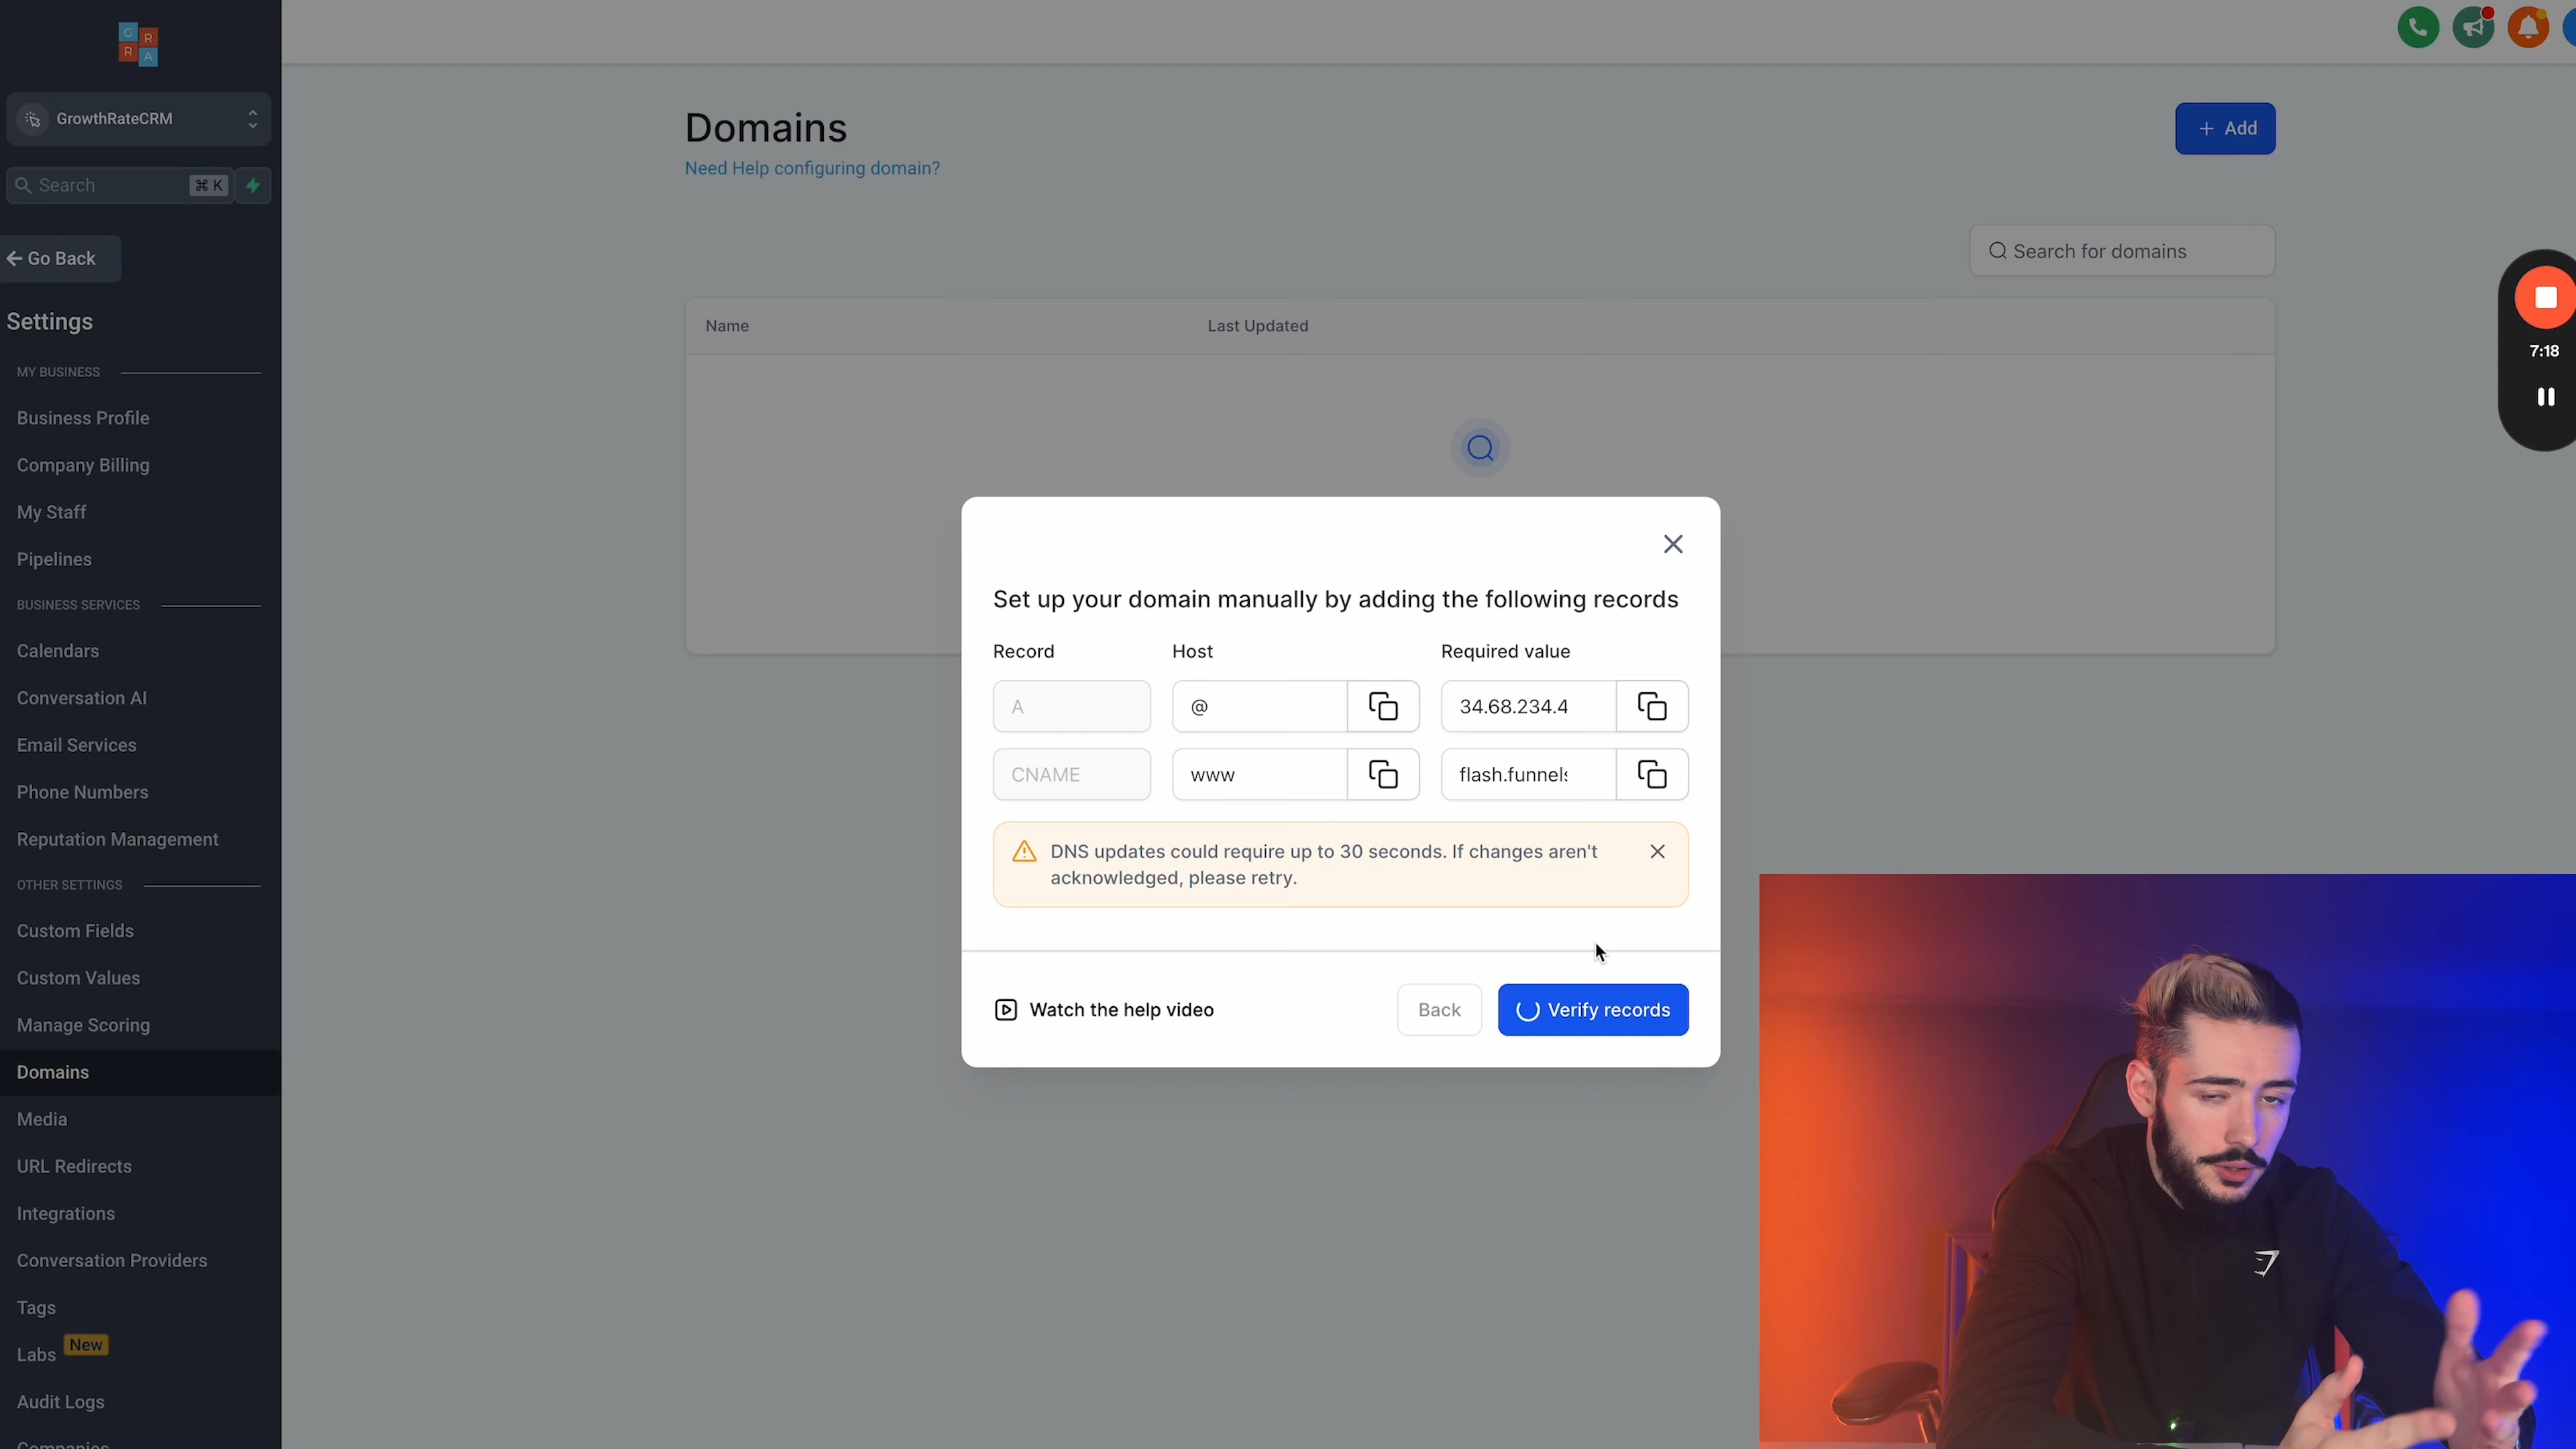 G R
R A
GrowthRateCRM
Search ⌘ K
Go Back
Settings
MY BUSINESS
Business Profile
Company Billing
My Staff
Pipelines
BUSINESS SERVICES
Calendars
Conversation AI
Email Services
Phone Numbers
Reputation Management
OTHER SETTINGS
Custom Fields
Custom Values
Manage Scoring
Domains
Media
URL Redirects
Integrations
Conversation Providers
Tags
Labs New
Audit Logs
Companies
Domains
+ Add
Need Help configuring domain?
Search for domains
Name Last Updated
7:18
Set up your domain manually by adding the following records
Record Host Required value
A @ 34.68.234.4
CNAME www flash.funnels
DNS updates could require up to 30 seconds. If changes aren't
acknowledged, please retry.
Watch the help video Back Verify records